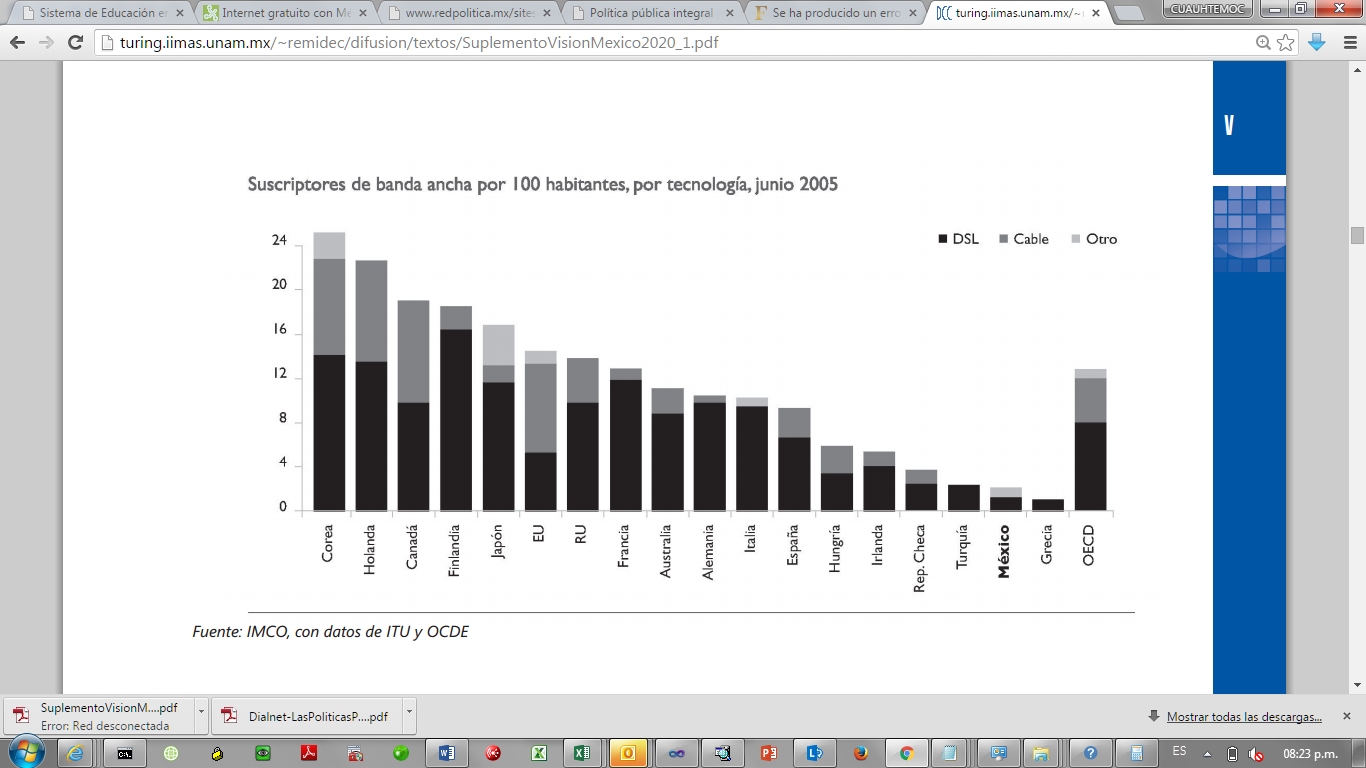 Sistema de Educación e
Internet gratuito con Mé
www.redpolitica.mx/site
Política pública integral
Se ha producido un erro
turing.iimas.unam.mx/~
CUAUHTEMOC
turing.iimas.unam.mx/~remidec/difusion/textos/SuplementoVisionMexico2020_1.pdf
V
Suscriptores de banda ancha por 100 habitantes, por tecnología, junio 2005
DSL Cable Otro
24
20
16
12
8
4
0
Corea
Holanda
Canadá
Finlandia
Japón
EU
RU
Francia
Australia
Alemania
Italia
España
Hungría
Irlanda
Rep. Checa
Turquía
México
Grecia
OECD
Fuente: IMCO, con datos de ITU y OCDE
SuplementoVisionM....pdf
Error: Red desconectada
Dialnet-LasPoliticasP....pdf
Mostrar todas las descargas...
ES
08:23 p.m.